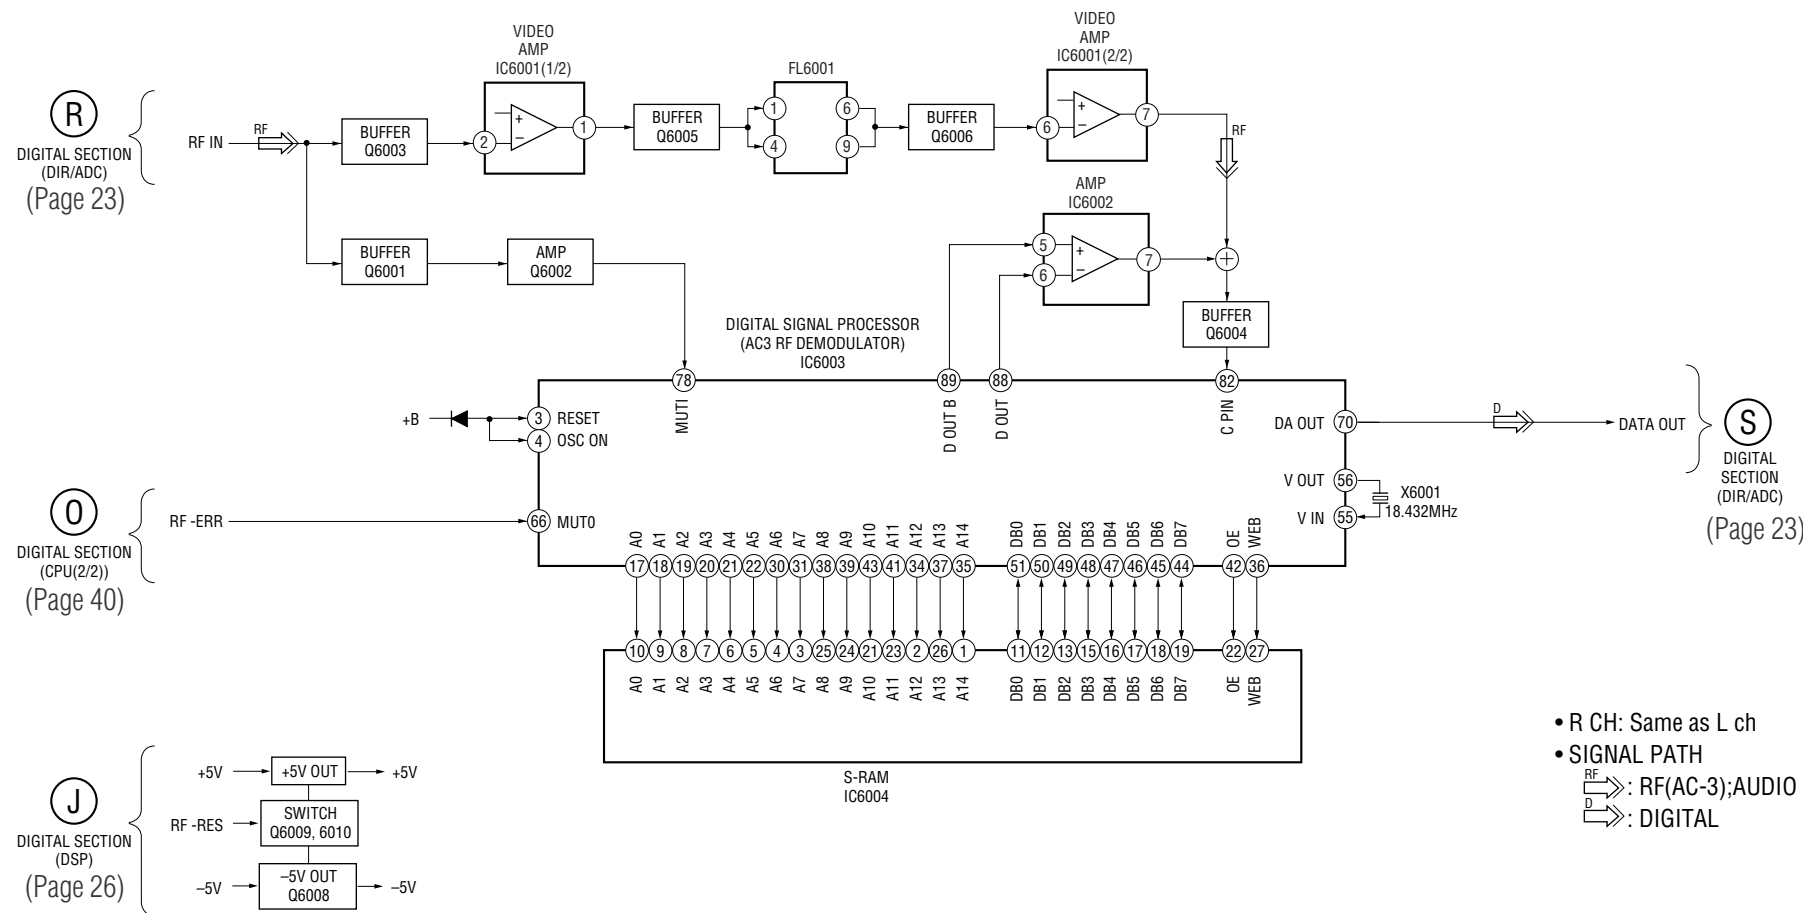 VIDEO
AMP
IC6001(1/2)
FL6001
VIDEO
AMP
IC6001(2/2)
R
DIGITAL SECTION
(DIR/ADC)
(Page 23)
RF IN
RF
BUFFER
Q6003
2
+
−
1
BUFFER
Q6005
1
4
6
9
BUFFER
Q6006
6
+
−
7
RF
BUFFER
Q6001
AMP
Q6002
AMP
IC6002
5
6
+
−
7
+
BUFFER
Q6004
DIGITAL SIGNAL PROCESSOR
(AC3 RF DEMODULATOR)
IC6003
78
89
88
82
MUTI
D OUT B
D OUT
C PIN
+B
3 RESET
4 OSC ON
DA OUT 70
D
DATA OUT
S
DIGITAL
SECTION
(DIR/ADC)
(Page 23)
V OUT 56
V IN 55
X6001
18.432MHz
O
DIGITAL SECTION
(CPU(2/2))
(Page 40)
RF -ERR
66 MUTO
A0 A1 A2 A3 A4 A5 A6 A7 A8 A9 A10 A11 A12 A13 A14 DB0 DB1 DB2 DB3 DB4 DB5 DB6 DB7 OE WEB
17 18 19 20 21 22 30 31 38 39 43 41 34 37 35 51 50 49 48 47 46 45 44 42 36
10 9 8 7 6 5 4 3 25 24 21 23 2 26 1 11 12 13 15 16 17 18 19 22 27
A0 A1 A2 A3 A4 A5 A6 A7 A8 A9 A10 A11 A12 A13 A14 DB0 DB1 DB2 DB3 DB4 DB5 DB6 DB7 OE WEB
S-RAM
IC6004
J
DIGITAL SECTION
(DSP)
(Page 26)
+5V
+5V OUT
+5V
RF -RES
SWITCH
Q6009, 6010
–5V
–5V OUT
Q6008
–5V
• R CH: Same as L ch
• SIGNAL PATH
RF : RF(AC-3);AUDIO
D : DIGITAL